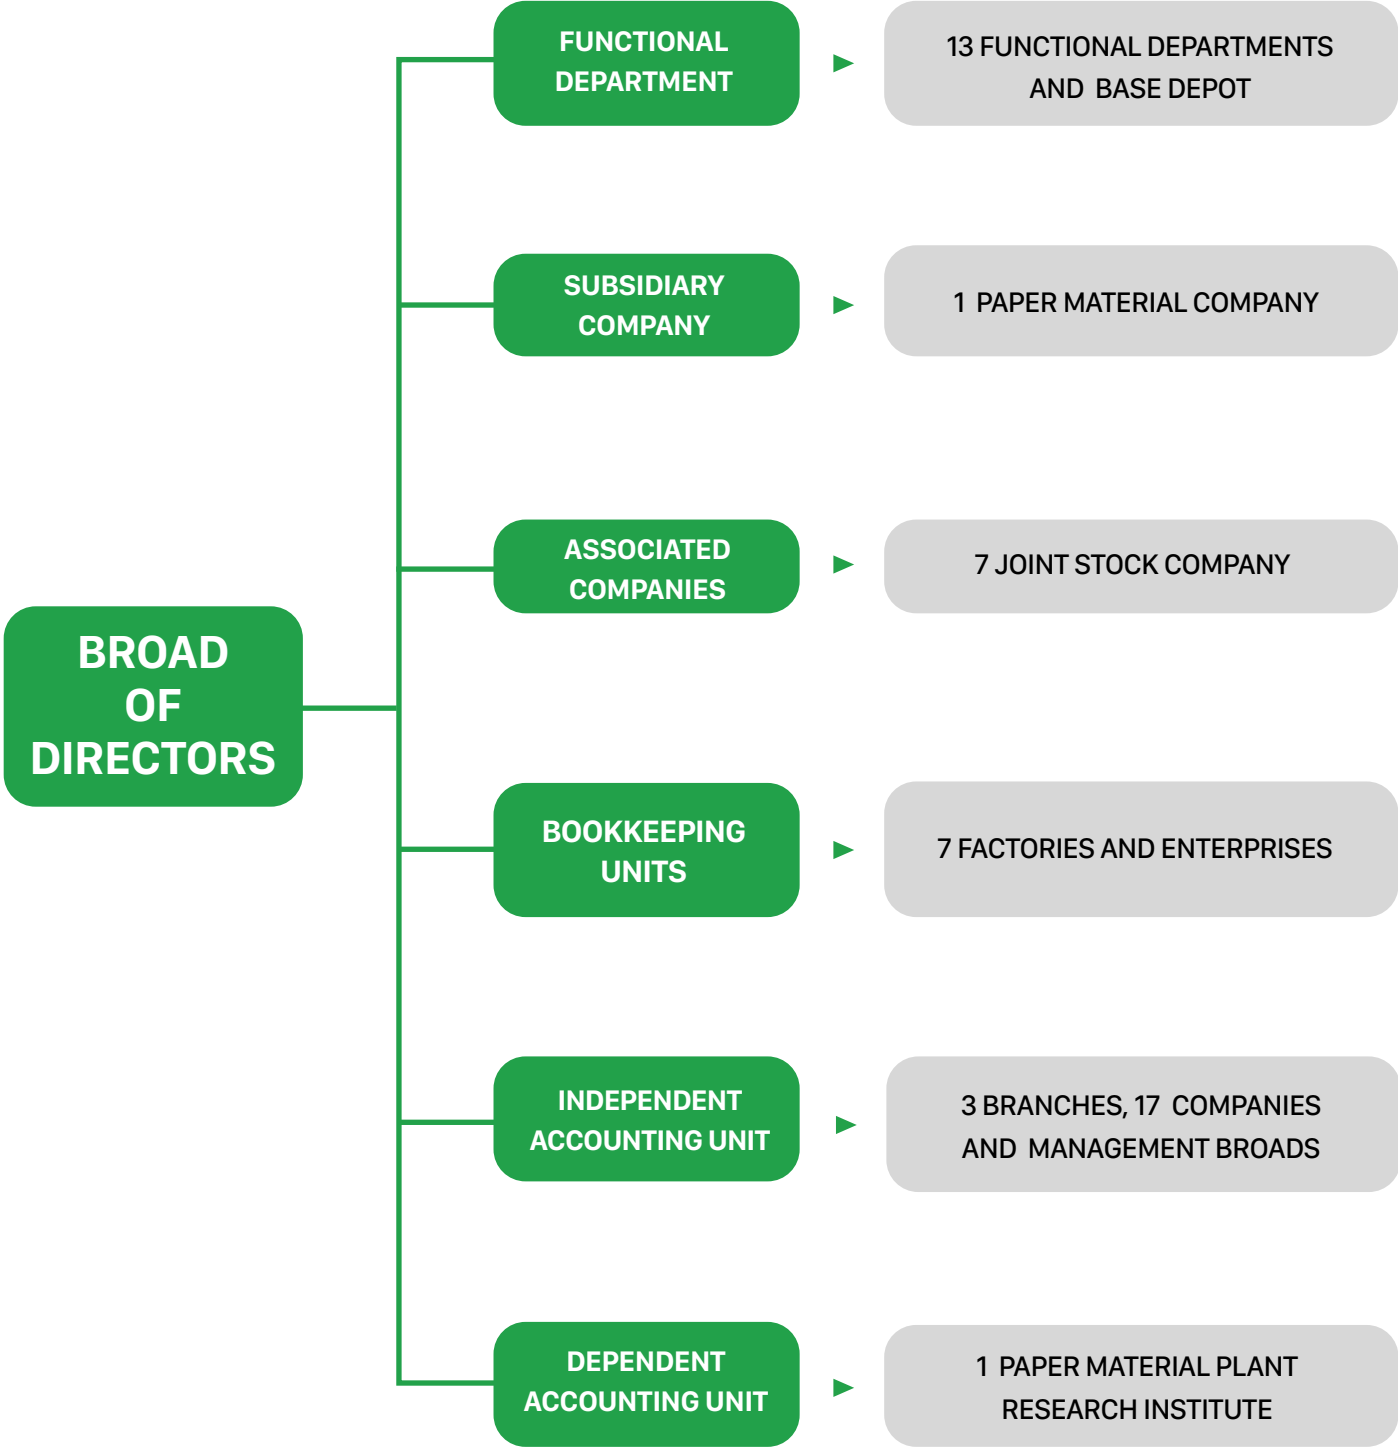 FUNCTIONAL
DEPARTMENT
13 FUNCTIONAL DEPARTMENTS
AND BASE DEPOT
SUBSIDIARY
COMPANY
1 PAPER MATERIAL COMPANY
ASSOCIATED
COMPANIES
7 JOINT STOCK COMPANY
BROAD
OF
DIRECTORS
BOOKKEEPING
UNITS
7 FACTORIES AND ENTERPRISES
INDEPENDENT
ACCOUNTING UNIT
3 BRANCHES, 17 COMPANIES
AND MANAGEMENT BROADS
DEPENDENT
ACCOUNTING UNIT
1 PAPER MATERIAL PLANT
RESEARCH INSTITUTE